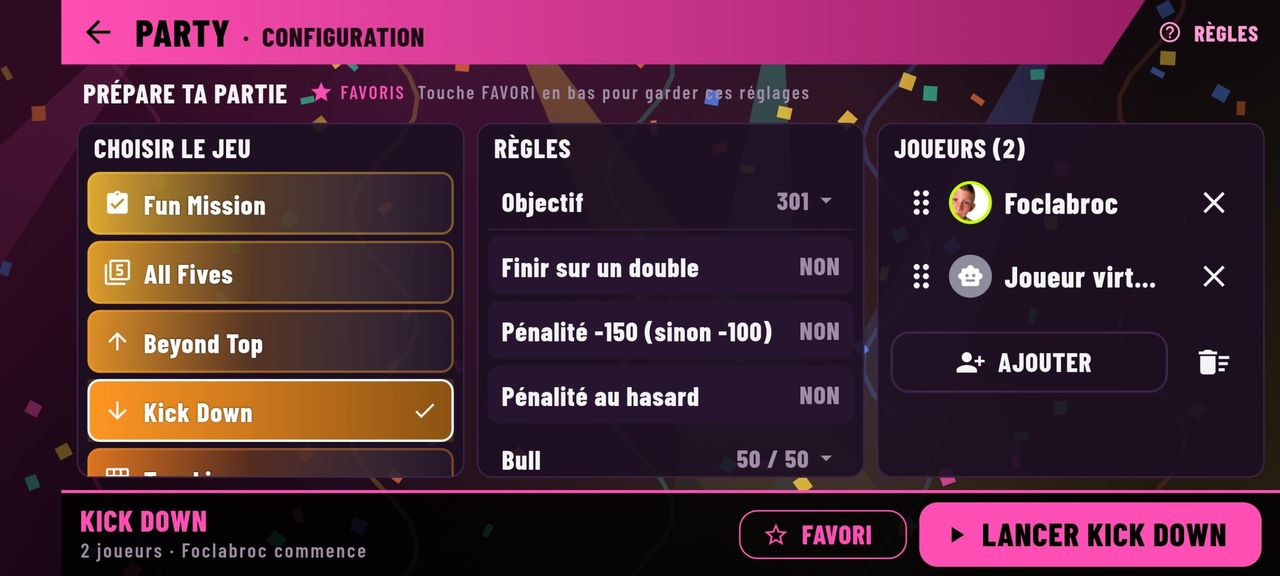 PARTY · CONFIGURATION
RÈGLES
PRÉPARE TA PARTIE
FAVORIS Touche FAVORI en bas pour garder ces réglages
CHOISIR LE JEU
Fun Mission
5 All Fives
Beyond Top
Kick Down
RÈGLES
Objectif 301
Finir sur un double NON
Pénalité -150 (sinon -100) NON
Pénalité au hasard NON
Bull 50 / 50
JOUEURS (2)
Foclabroc
Joueur virt...
AJOUTER
KICK DOWN
2 joueurs · Foclabroc commence
FAVORI
LANCER KICK DOWN